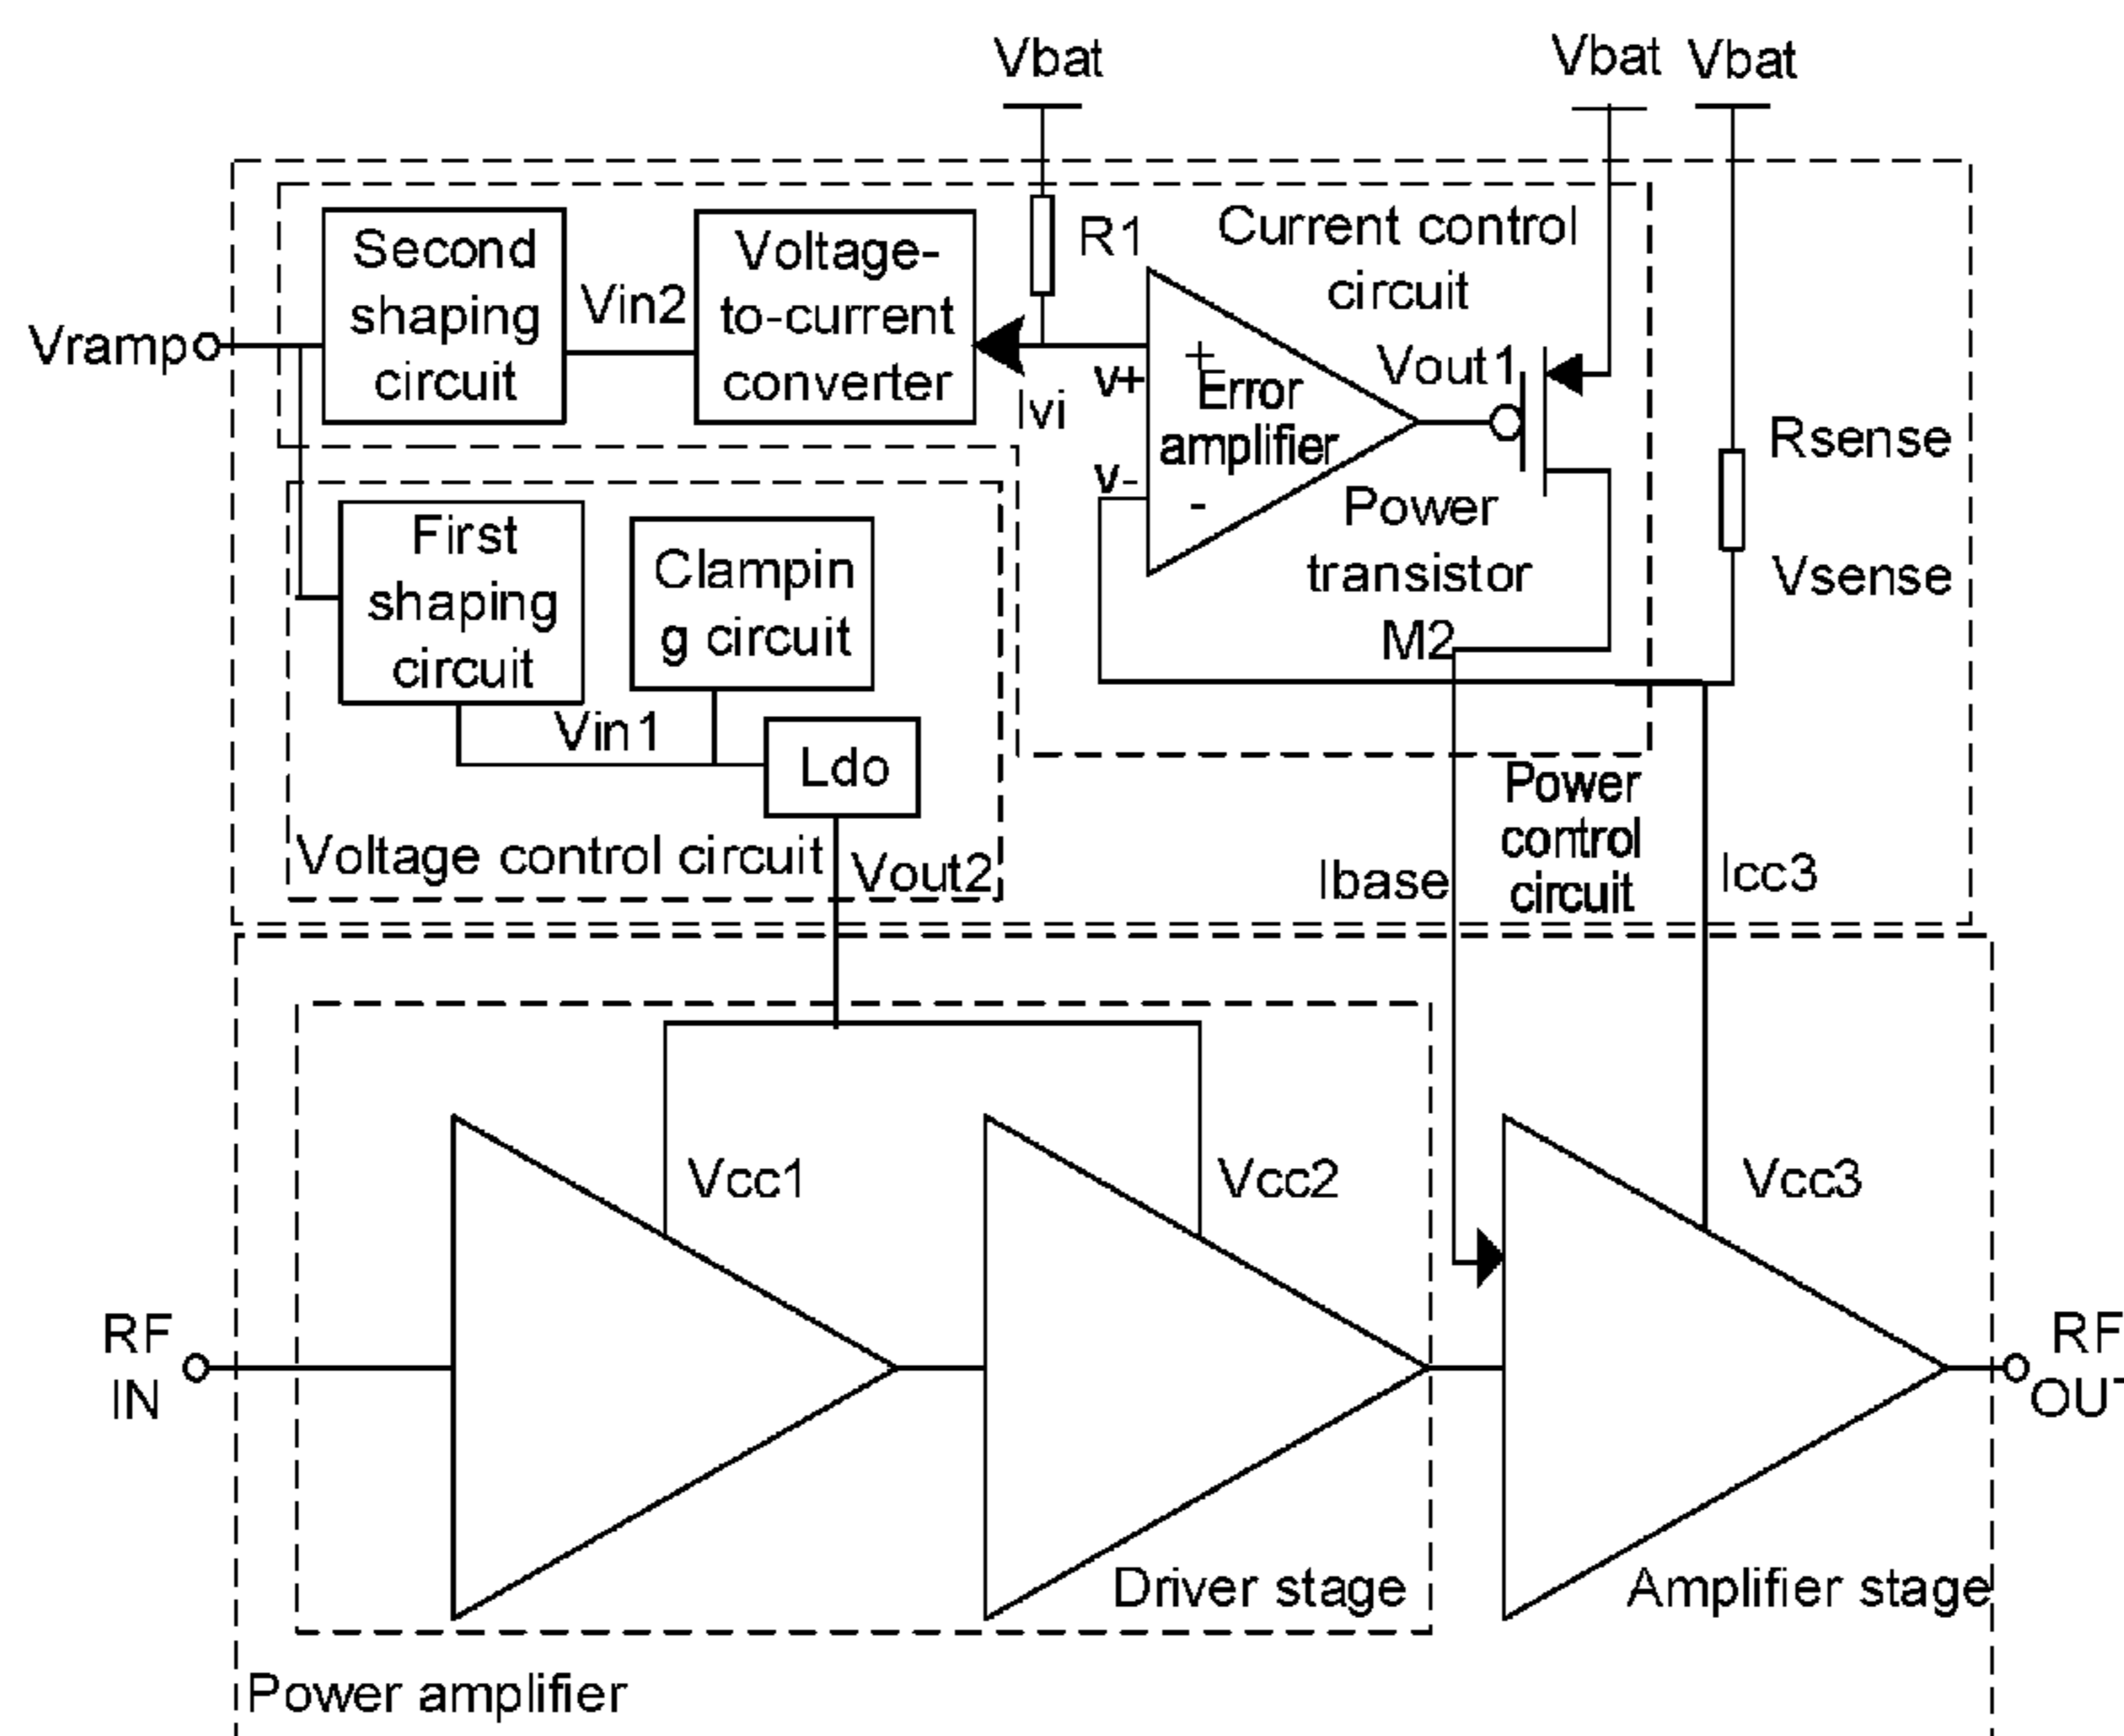 Vbat
Vbat
Vbat
Second
shaping
circuit
Vin2
Voltage-
to-current
converter
R1
Current control
circuit
Vramp
Ivi
v+
+
Error
amplifier
v-
-
Vout1
Power
transistor
M2
Rsense
Vsense
First
shaping
circuit
Clampin
g circuit
Vin1
Ldo
Voltage control circuit
Vout2
Ibase
Power
control
circuit
Icc3
Vcc1
Vcc2
Vcc3
RF
IN
RF
OUT
Driver stage
Amplifier stage
Power amplifier